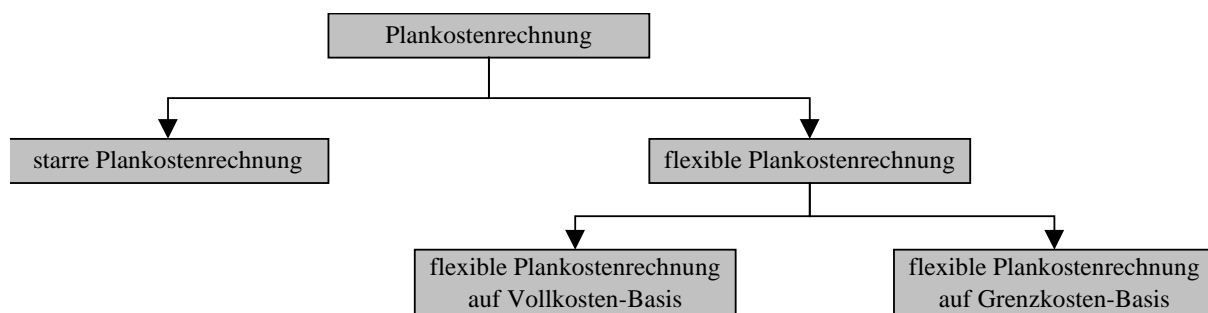 Plankostenrechnung
starre Plankostenrechnung
flexible Plankostenrechnung
flexible Plankostenrechnung
auf Vollkosten-Basis
flexible Plankostenrechnung
auf Grenzkosten-Basis